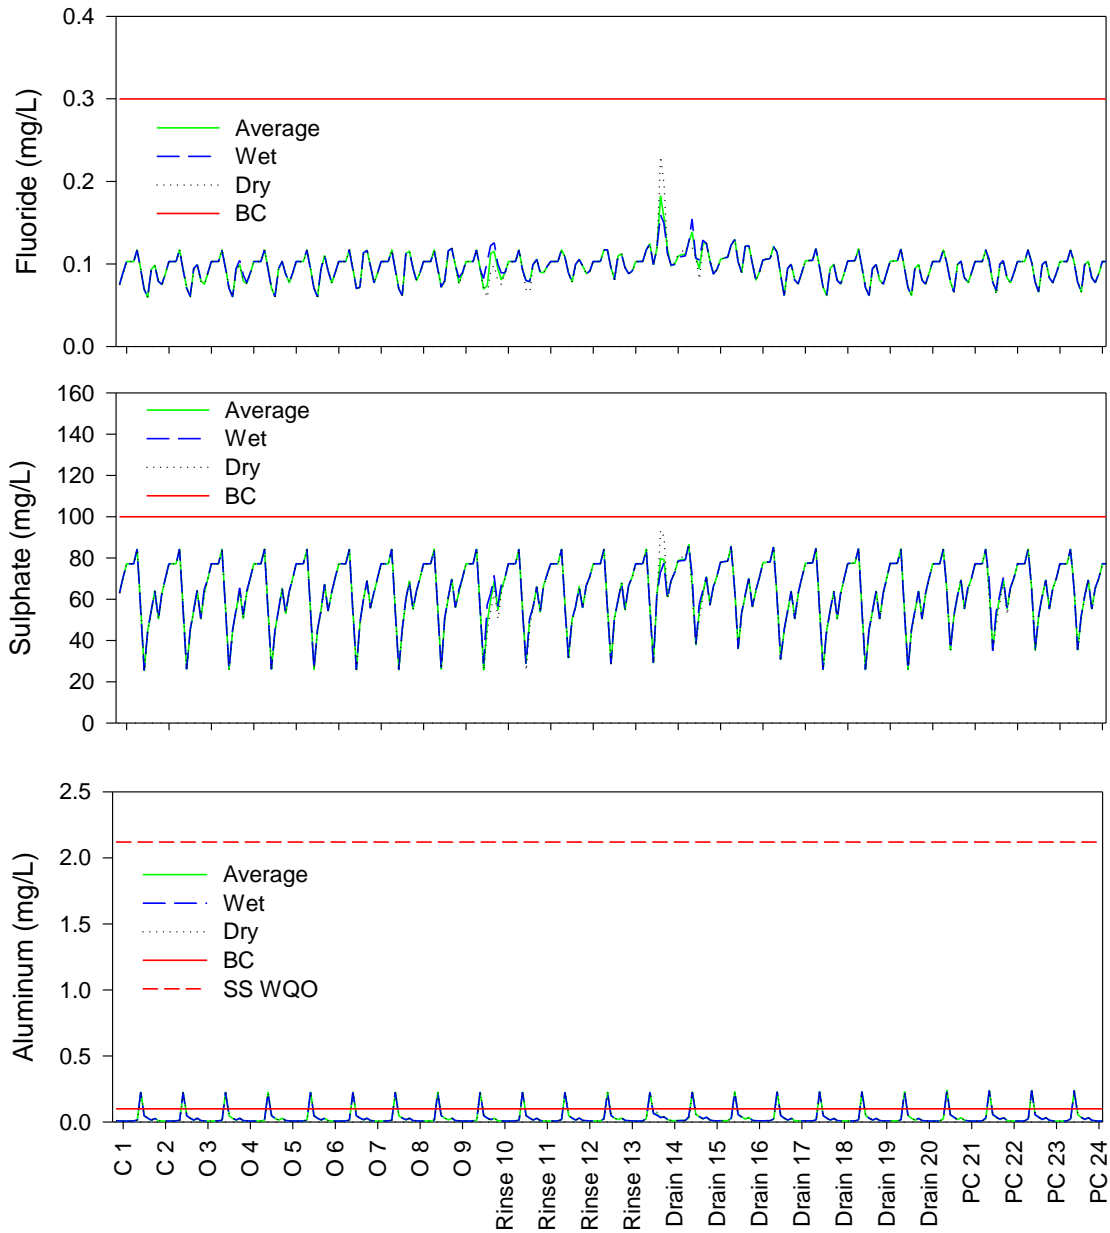 0.4
0.3
0.2
0.1
0.0
Fluoride (mg/L)
Average
Wet
Dry
BC
160
140
120
100
80
60
40
20
0
Sulphate (mg/L)
Average
Wet
Dry
BC
2.5
2.0
1.5
1.0
0.5
0.0
Aluminum (mg/L)
Average
Wet
Dry
BC
SS WQO
C 1
C 2
O 3
O 4
O 5
O 6
O 7
O 8
O 9
Rinse 10
Rinse 11
Rinse 12
Rinse 13
Drain 14
Drain 15
Drain 16
Drain 17
Drain 18
Drain 19
Drain 20
PC 21
PC 22
PC 23
PC 24